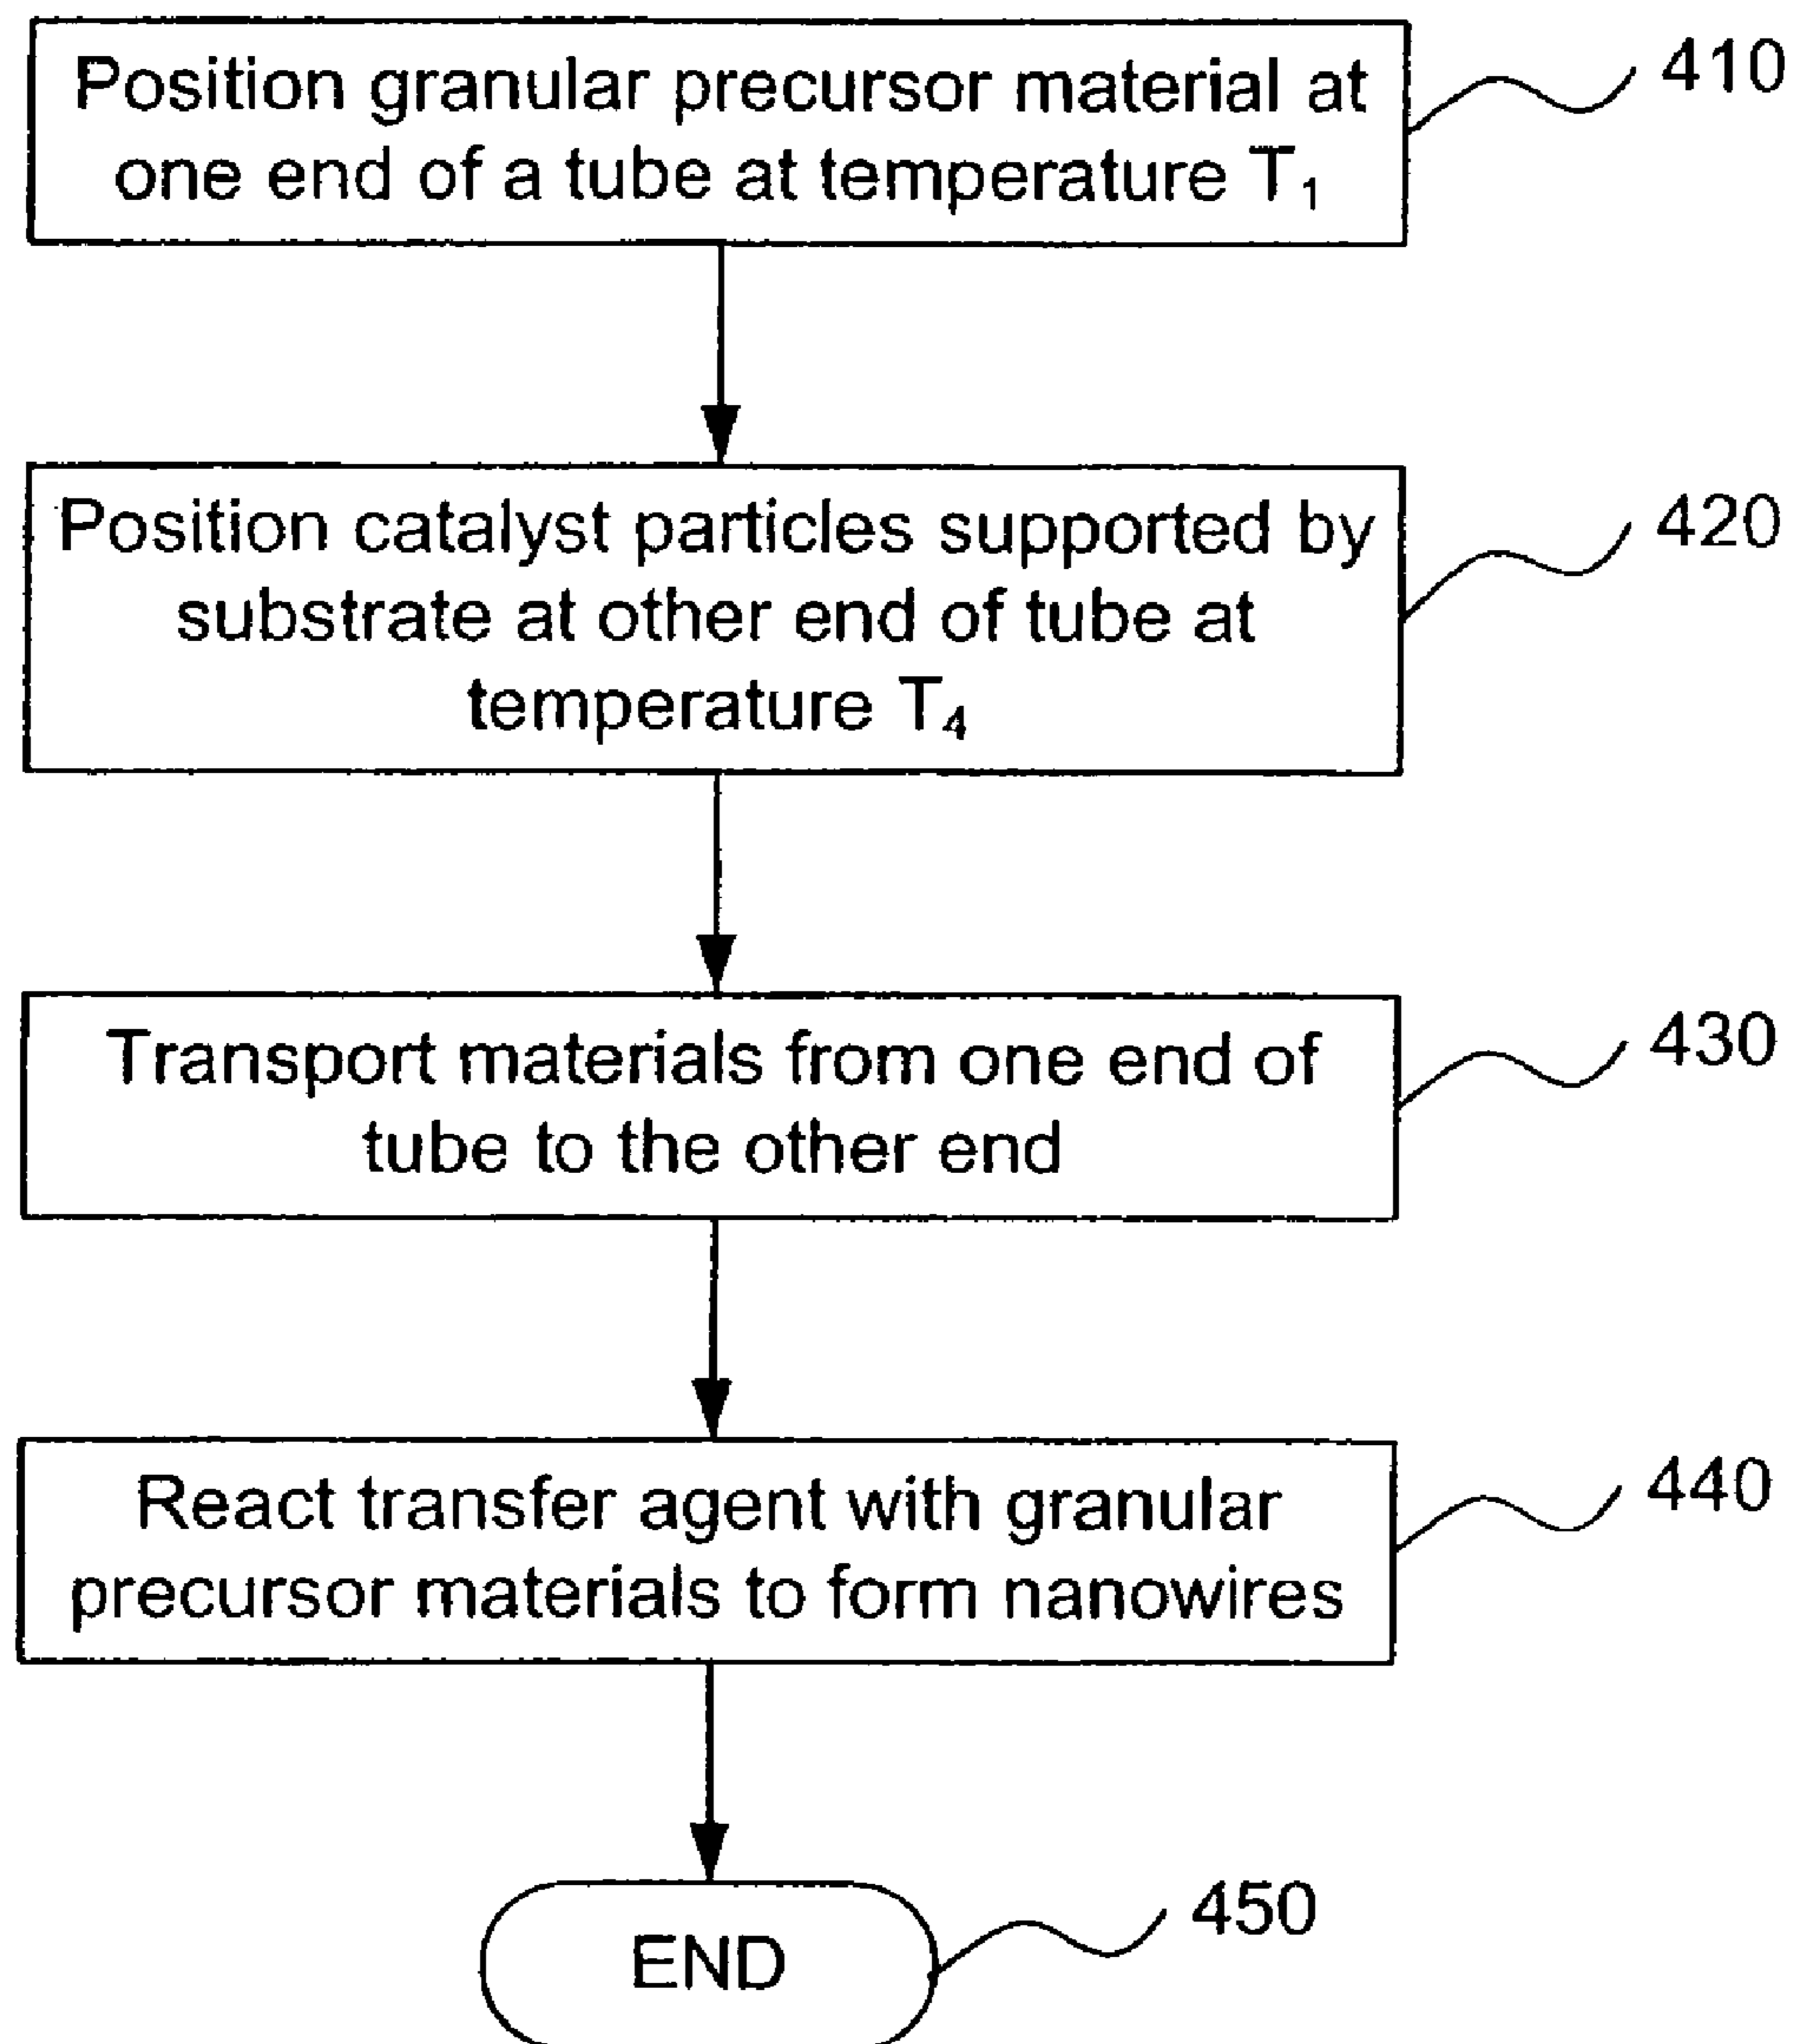 Position granular precursor material at
one end of a tube at temperature T₁
410
Position catalyst particles supported by
substrate at other end of tube at
temperature T₄
420
Transport materials from one end of
tube to the other end
430
React transfer agent with granular
precursor materials to form nanowires
440
END
450